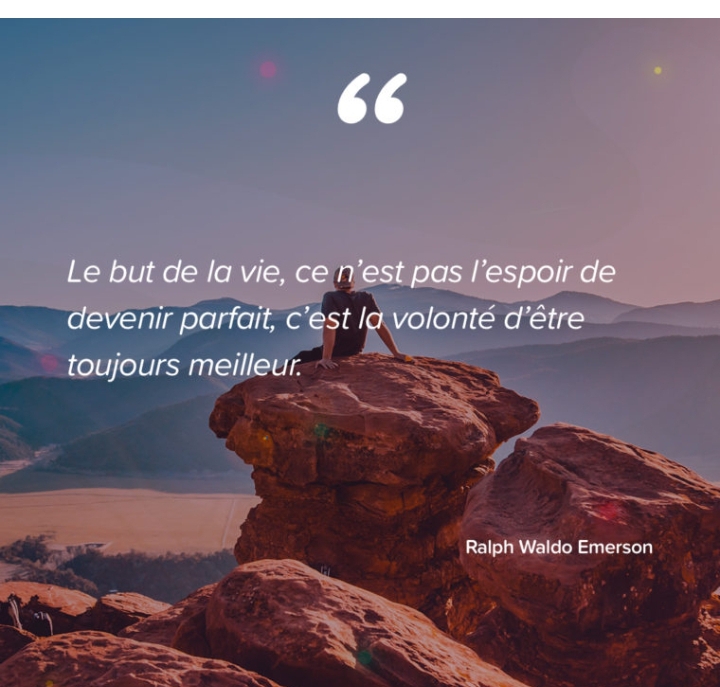 “
Le but de la vie, ce n’est pas l’espoir de
devenir parfait, c’est la volonté d’être
toujours meilleur.
Ralph Waldo Emerson